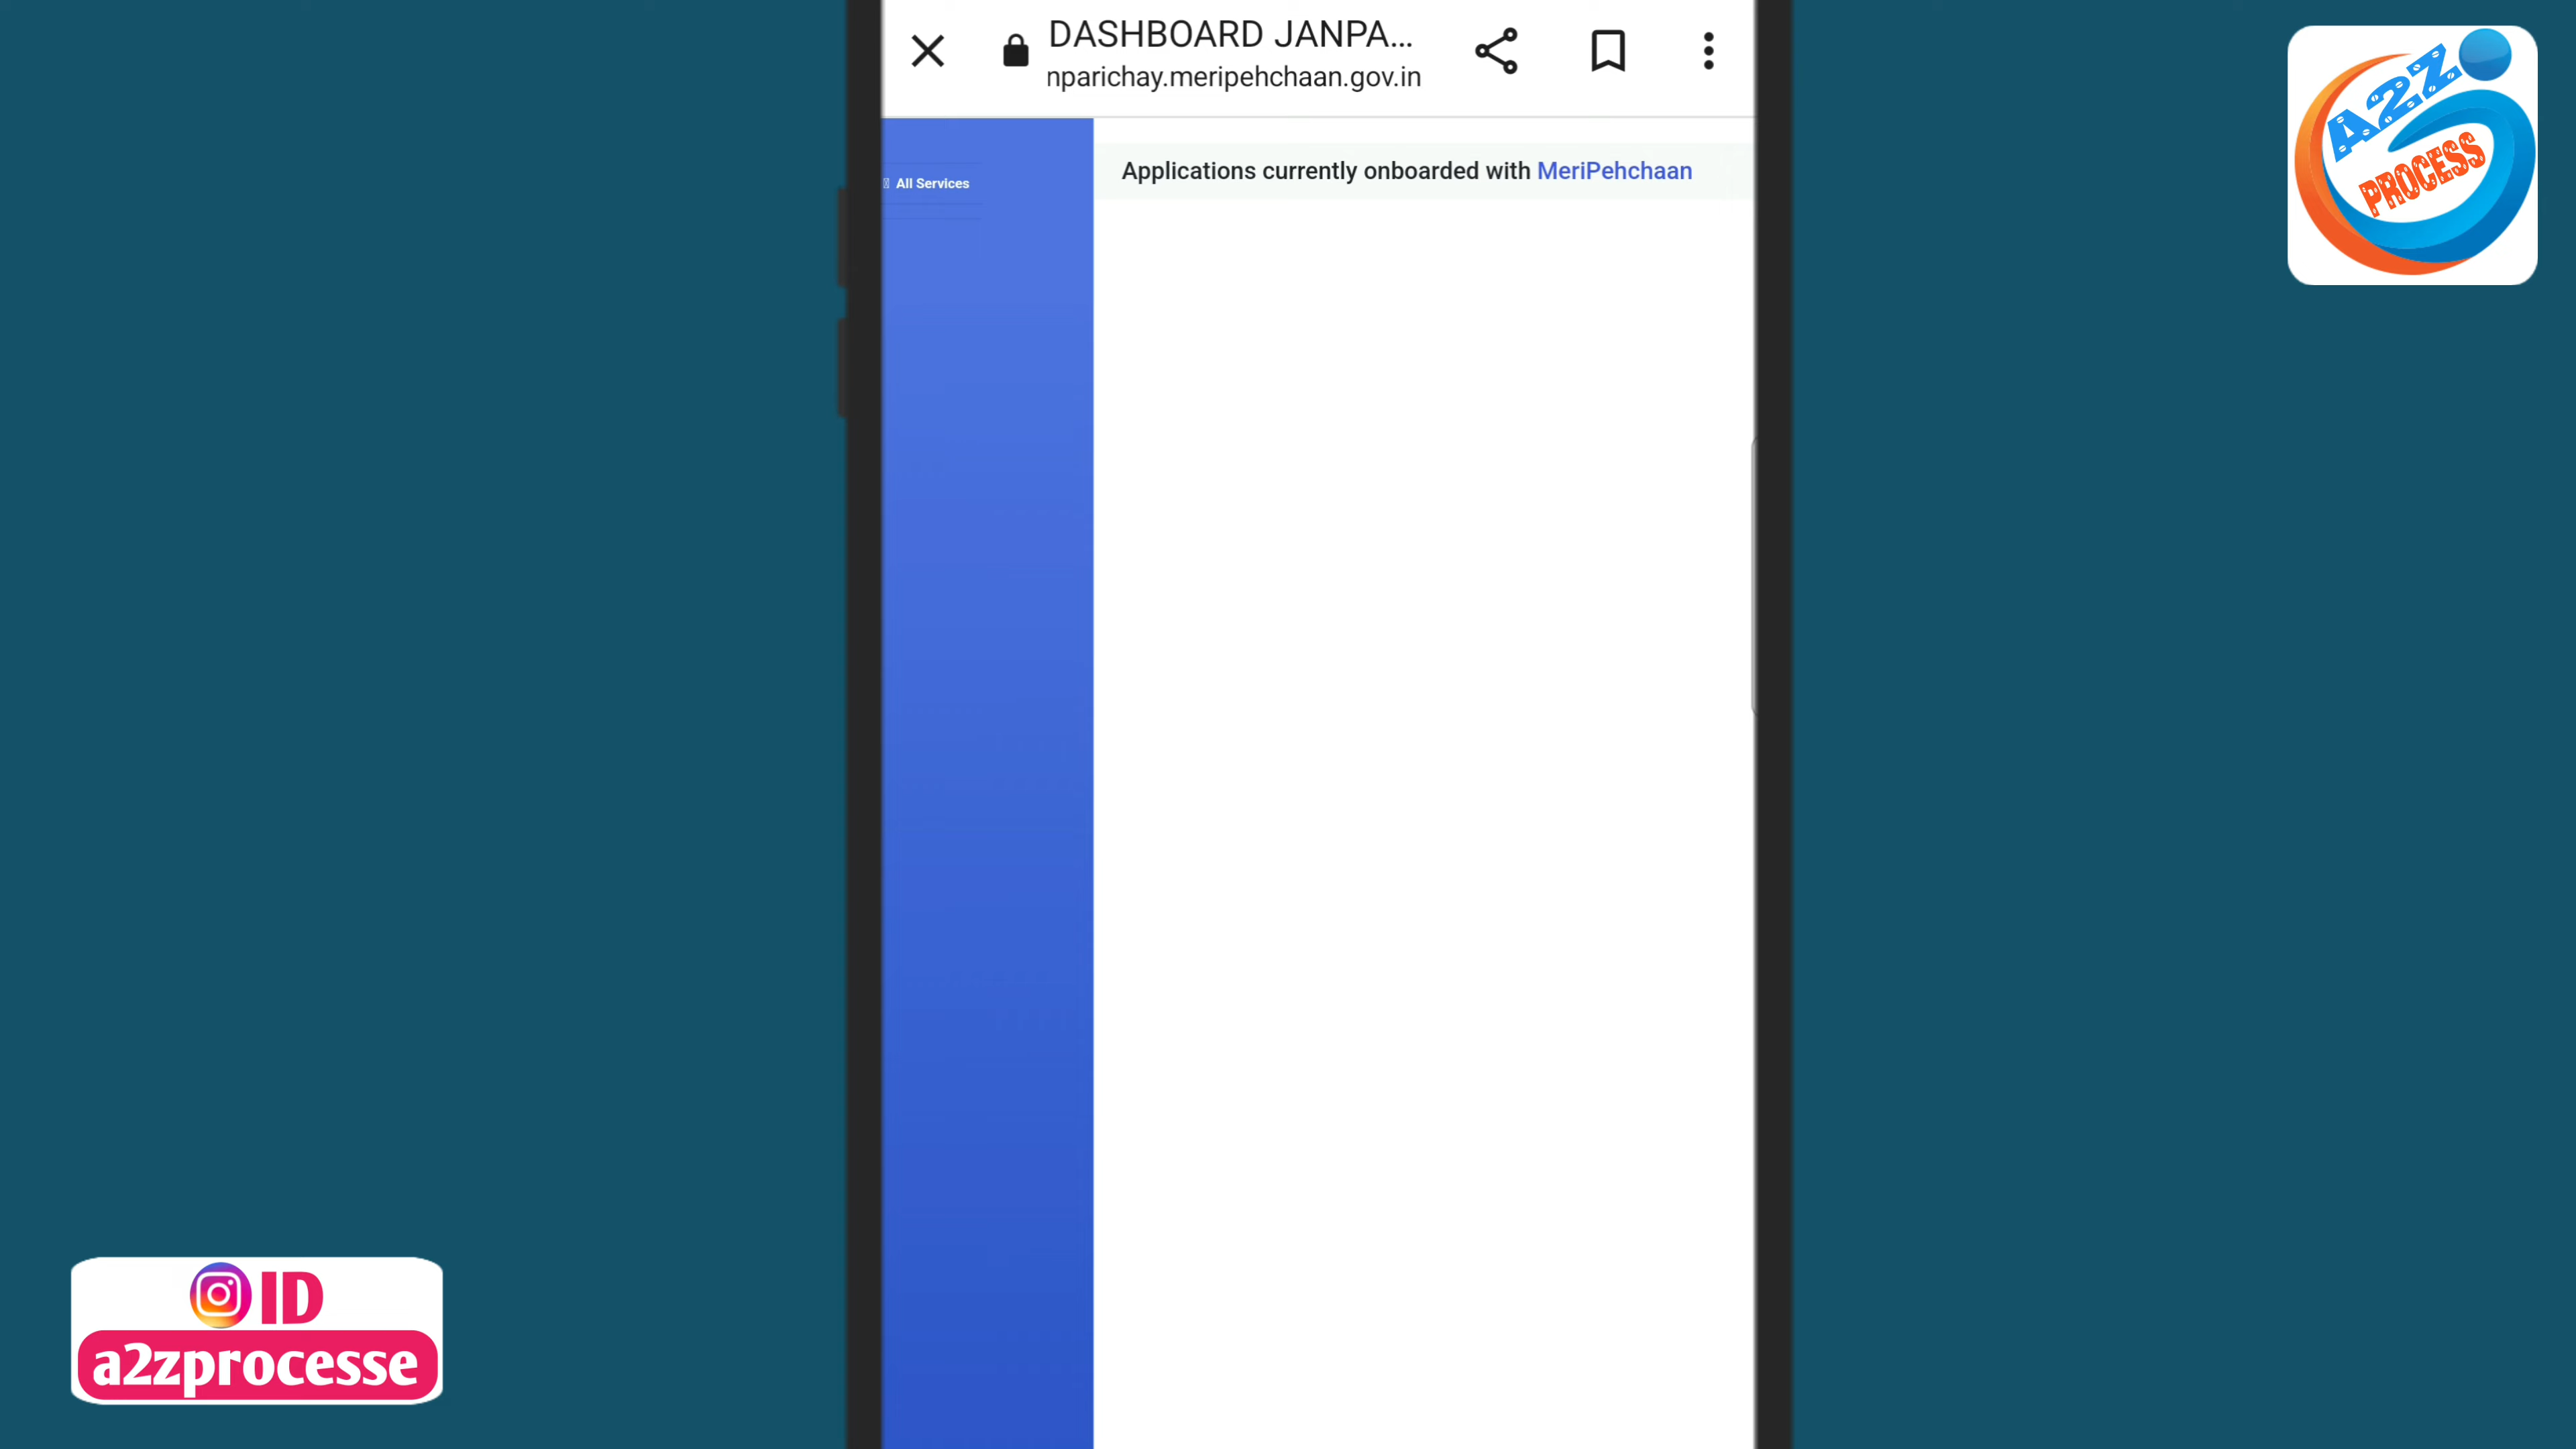 DASHBOARD JANPA...
nparichay.meripehchaan.gov.in
All Services
Applications currently onboarded with MeriPehchaan
A2Z
PROCESS
ID
a2zprocesse